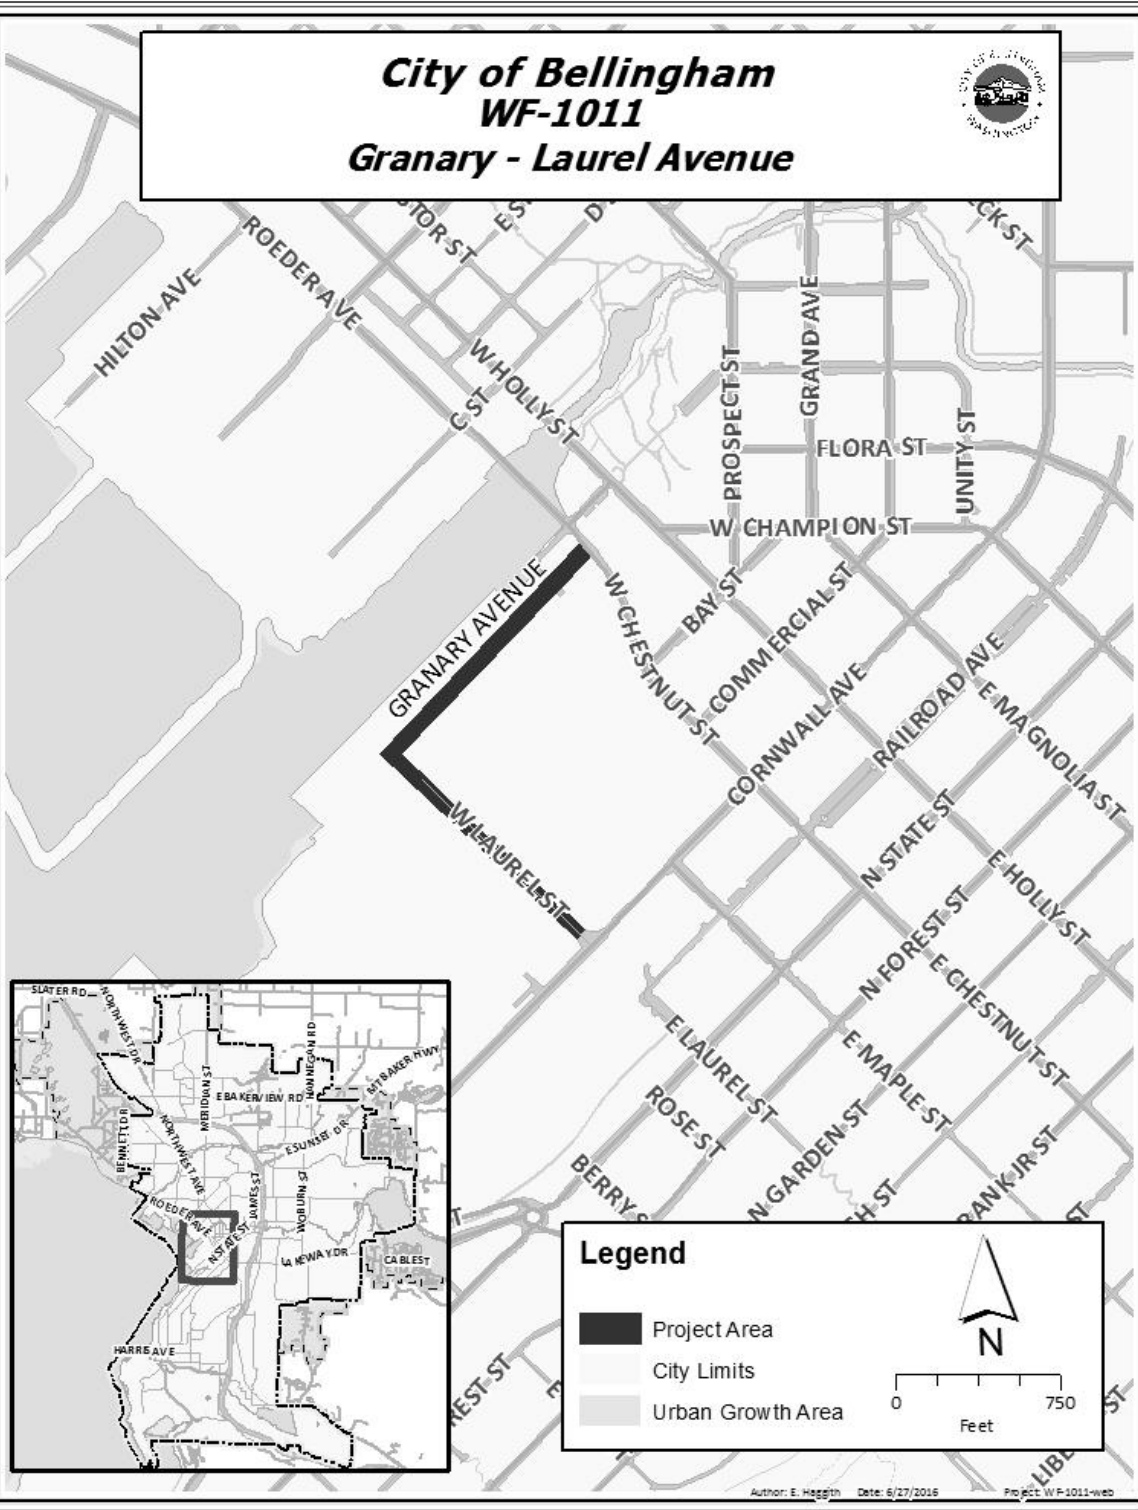 City of Bellingham
WF-1011
Granary - Laurel Avenue
ROEDER AVE
HILTON AVE
W HOLLY ST
C ST
PROSPECT ST
GRAND AVE
FLORA ST
UNITY ST
W CHAMPION ST
GRANARY AVENUE
W CHESTNUT ST
BAY ST
COMMERCIAL ST
CORNWALL AVE
RAILROAD AVE
E MAGNOLIA ST
W LAUREL ST
N STATE ST
E HOLLY ST
N FOREST ST
E CHESTNUT ST
E LAUREL ST
E MAPLE ST
ROSE ST
N GARDEN ST
BERRY S
SLATER RD
NORTHWEST DR
HANNEGAN RD
MT BAKER HWY
MERIDIAN ST
E BAKERVIEW RD
BENNETT DR
NORTHWEST AVE
E SUNSET DR
JAMES ST
WOBURN ST
ROEDER AVE
N STATE ST
LAKEWAY DR
CABLE ST
HARRIS AVE
Legend
Project Area
City Limits
Urban Growth Area
N
0 750
Feet
Author: E. Haggith Date: 6/27/2016 Project: WF-1011-web